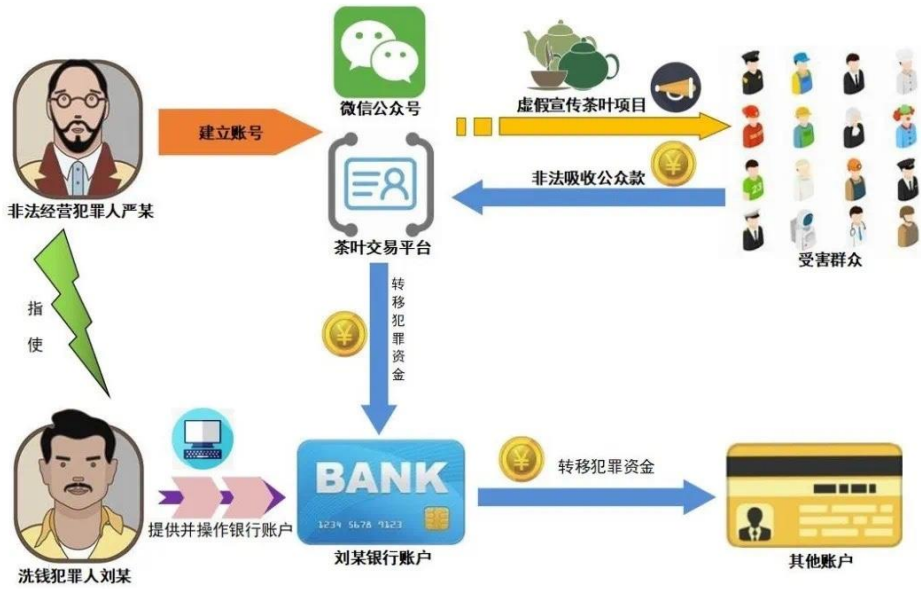 微信公众号
虚假宣传茶叶项目
建立账号
非法吸收公众款
非法经营犯罪人严某
茶叶交易平台
受害群众
指使
转移犯罪资金
BANK
1234 5678 9123
转移犯罪资金
提供并操作银行账户
洗钱犯罪人刘某
刘某银行账户
其他账户
23